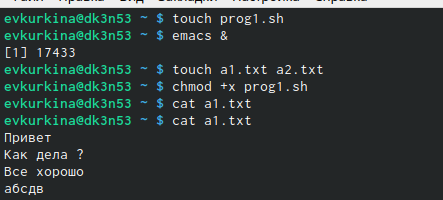 evkurkina@dk3n53 ~ $ touch prog1.sh
evkurkina@dk3n53 ~ $ emacs &
[1] 17433
evkurkina@dk3n53 ~ $ touch a1.txt a2.txt
evkurkina@dk3n53 ~ $ chmod +x prog1.sh
evkurkina@dk3n53 ~ $ cat a1.txt
evkurkina@dk3n53 ~ $ cat a1.txt
Привет
Как дела ?
Все хорошо
абсдв